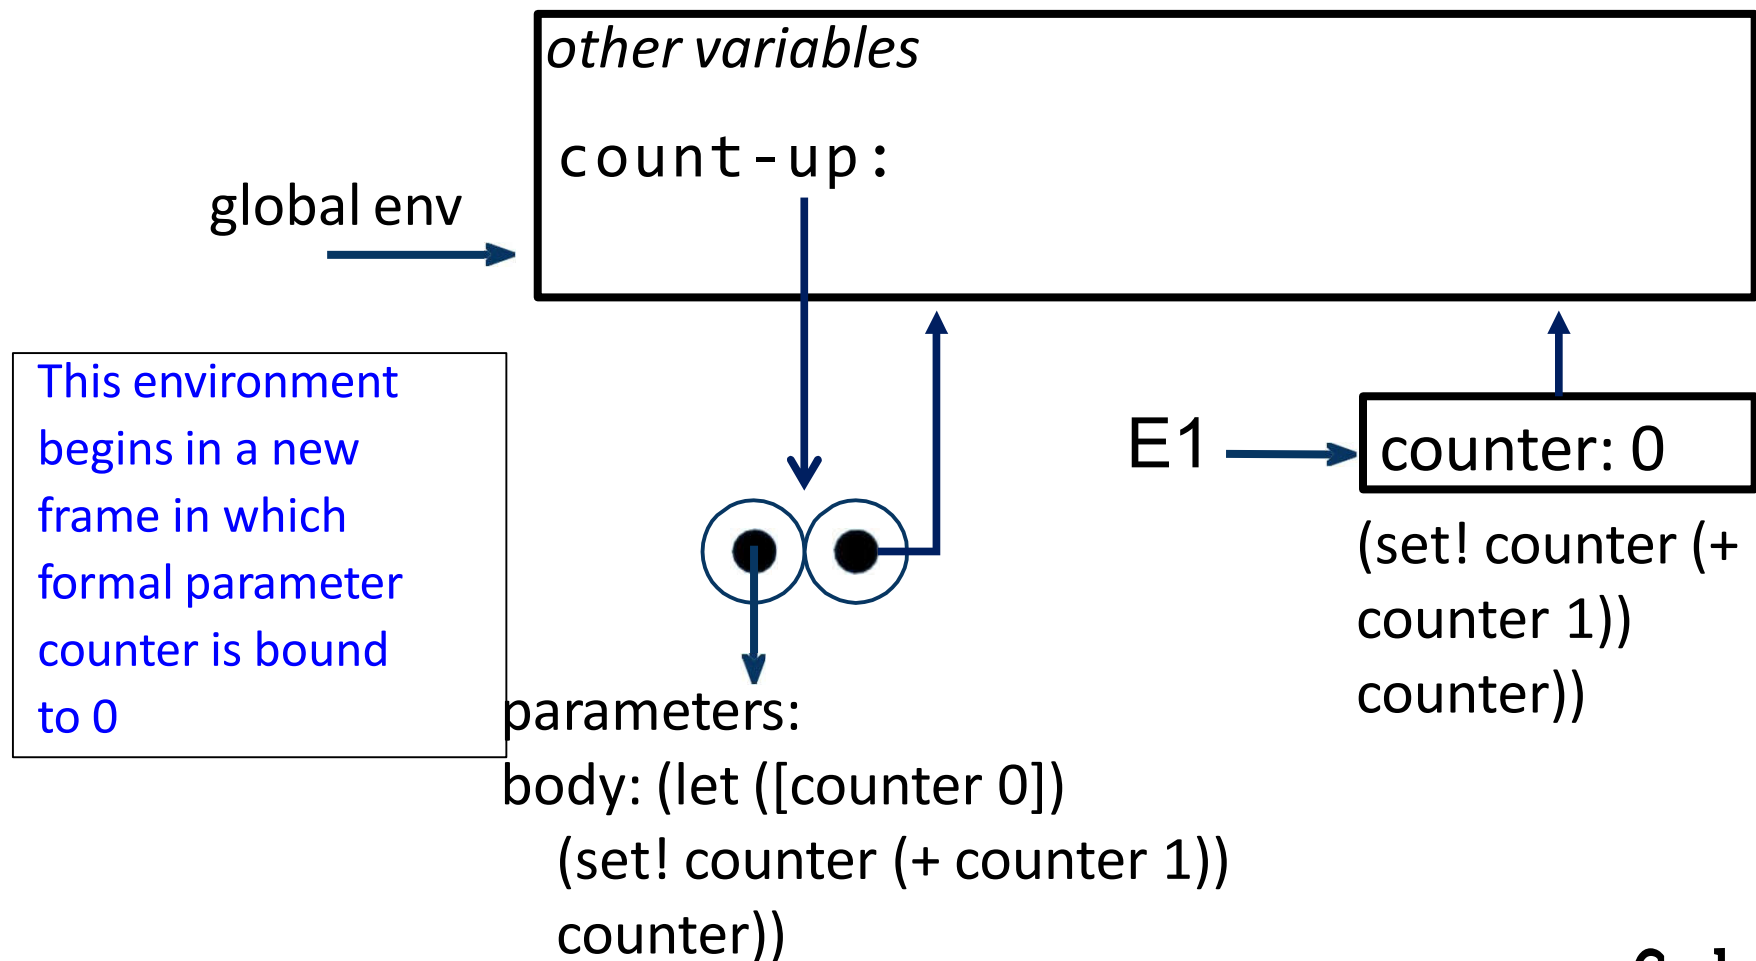 other variables
count-up:
global env
This environment
begins in a new
frame in which
formal parameter
counter is bound
to 0
E1
counter: 0
(set! counter (+
counter 1))
counter))
parameters:
body: (let ([counter 0])
(set! counter (+ counter 1))
counter))